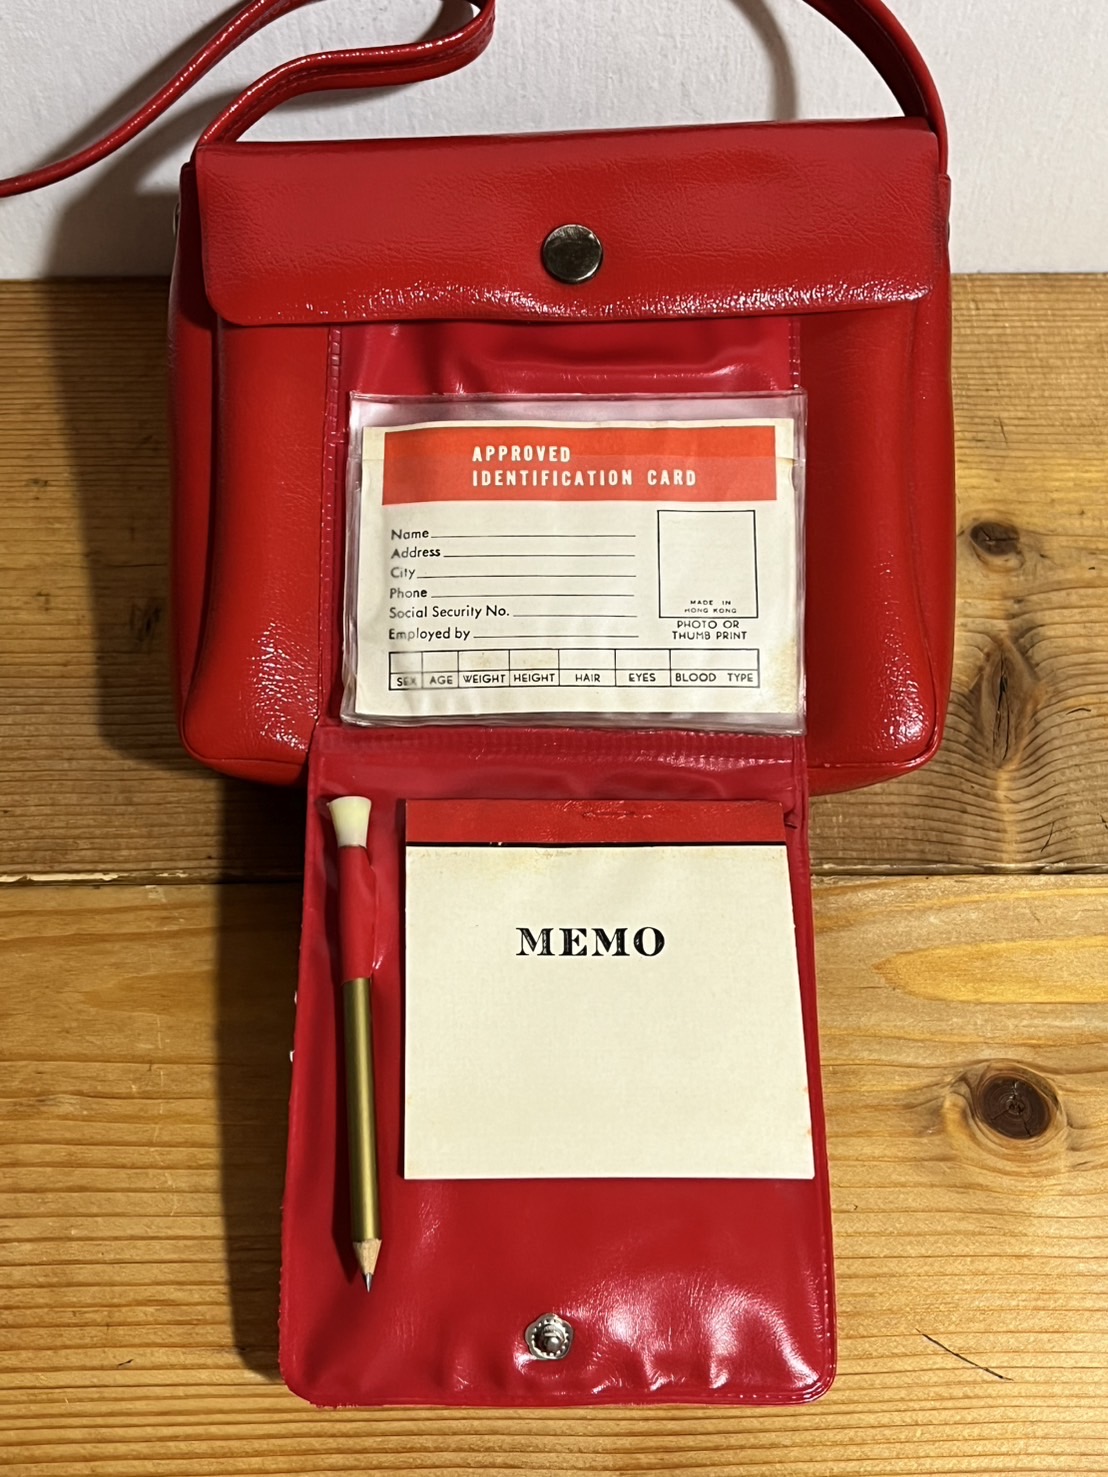 APPROVED
IDENTIFICATION CARD
Name
Address
City
Phone
Social Security No.
Employed by
MADE IN
HONG KONG
PHOTO OR
THUMB PRINT
SEX AGE WEIGHT HEIGHT HAIR EYES BLOOD TYPE
MEMO